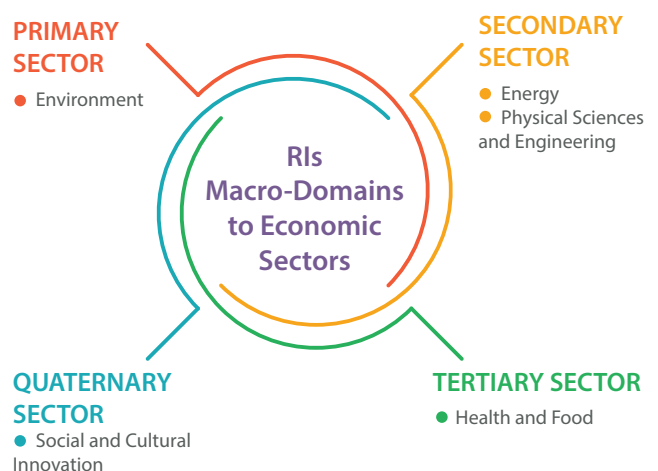 PRIMARY
SECTOR
● Environment
SECONDARY
SECTOR
● Energy
● Physical Sciences
and Engineering
RIs
Macro-Domains
to Economic
Sectors
QUATERNARY
SECTOR
● Social and Cultural
Innovation
TERTIARY SECTOR
● Health and Food